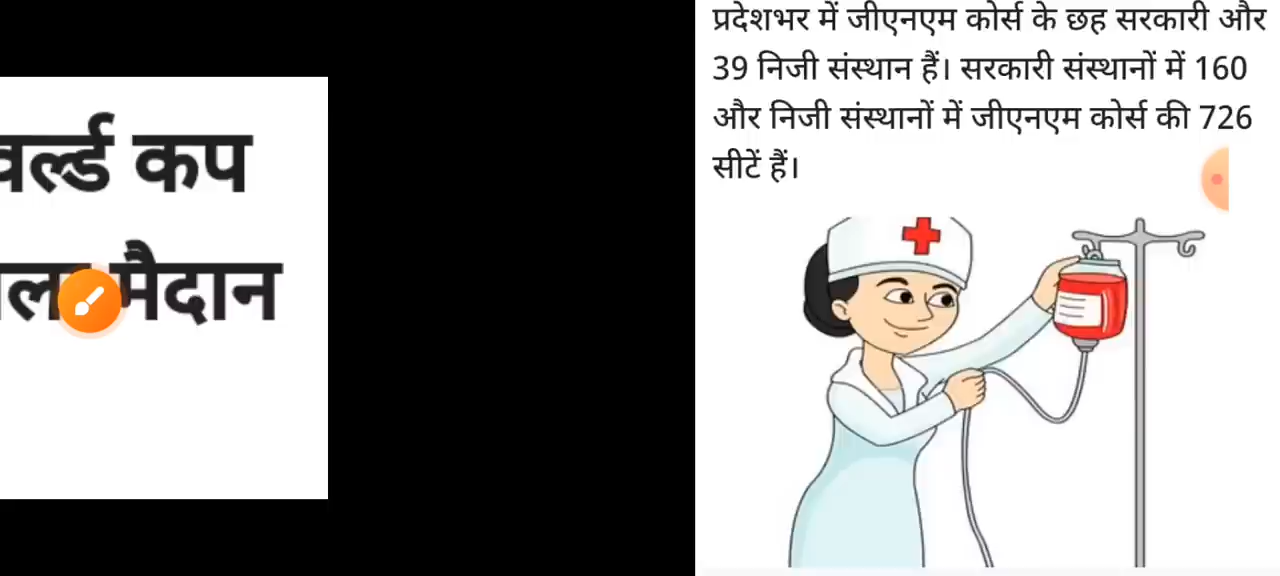 वर्ल्ड कप
मैदान
प्रदेशभर में जीएनएम कोर्स के छह सरकारी और
39 निजी संस्थान हैं। सरकारी संस्थानों में 160
और निजी संस्थानों में जीएनएम कोर्स की 726
सीटें हैं।